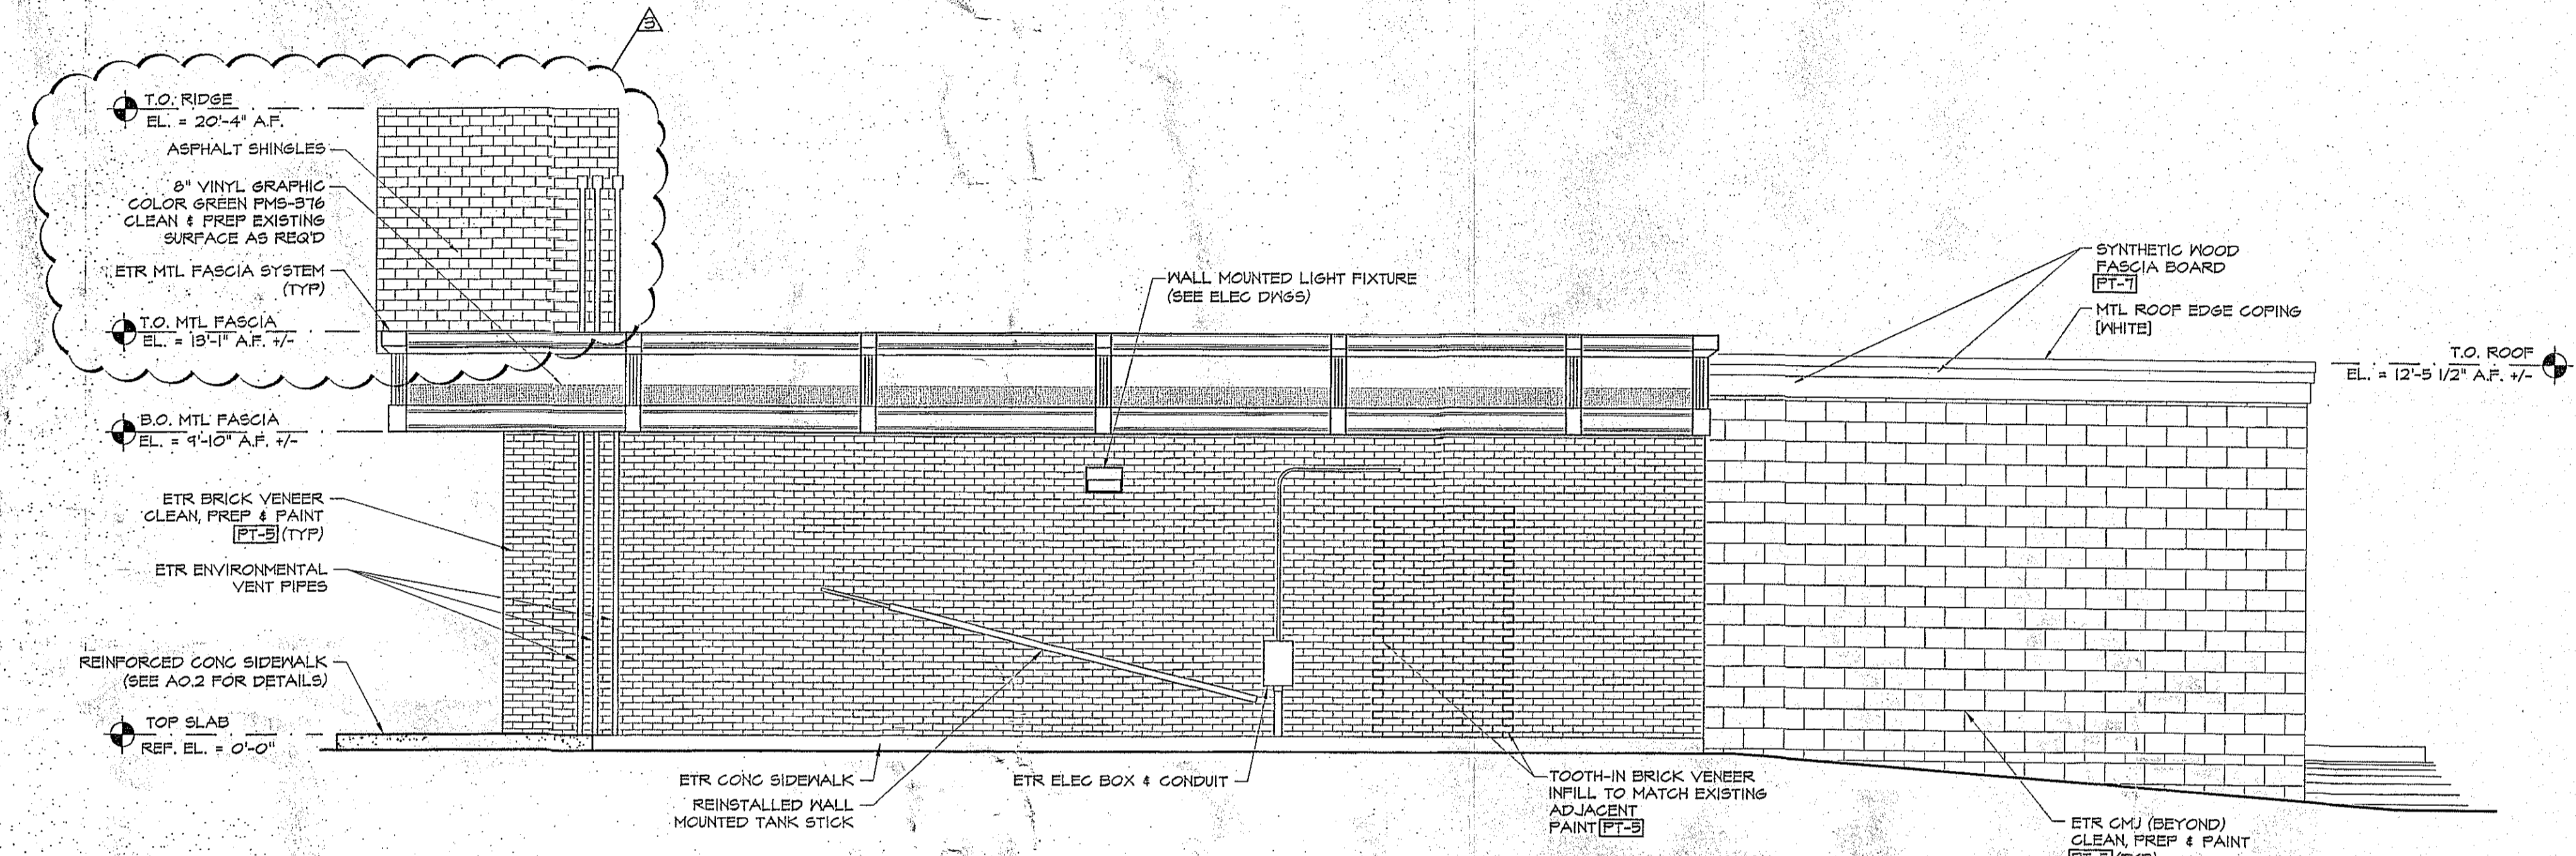 3
T.O. RIDGE
EL. = 20'-4" A.F.
ASPHALT SHINGLES
8" VINYL GRAPHIC
COLOR GREEN PMS-376
CLEAN & PREP EXISTING
SURFACE AS REQ'D
ETR MTL FASCIA SYSTEM
(TYP)
T.O. MTL FASCIA
EL. = 13'-1" A.F. +/-
B.O. MTL FASCIA
EL. = 9'-10" A.F. +/-
ETR BRICK VENEER
CLEAN, PREP & PAINT
PT-5 (TYP)
ETR ENVIRONMENTAL
VENT PIPES
REINFORCED CONC SIDEWALK
(SEE A0.2 FOR DETAILS)
TOP SLAB
REF. EL. = 0'-0"
WALL MOUNTED LIGHT FIXTURE
(SEE ELEC DWGS)
SYNTHETIC WOOD
FASCIA BOARD
PT-7
MTL ROOF EDGE COPING
[WHITE]
T.O. ROOF
EL. = 12'-5 1/2" A.F. +/-
ETR CONC SIDEWALK
REINSTALLED WALL
MOUNTED TANK STICK
ETR ELEC BOX & CONDUIT
TOOTH-IN BRICK VENEER
INFILL TO MATCH EXISTING
ADJACENT
PAINT PT-5
ETR CMU (BEYOND)
CLEAN, PREP & PAINT